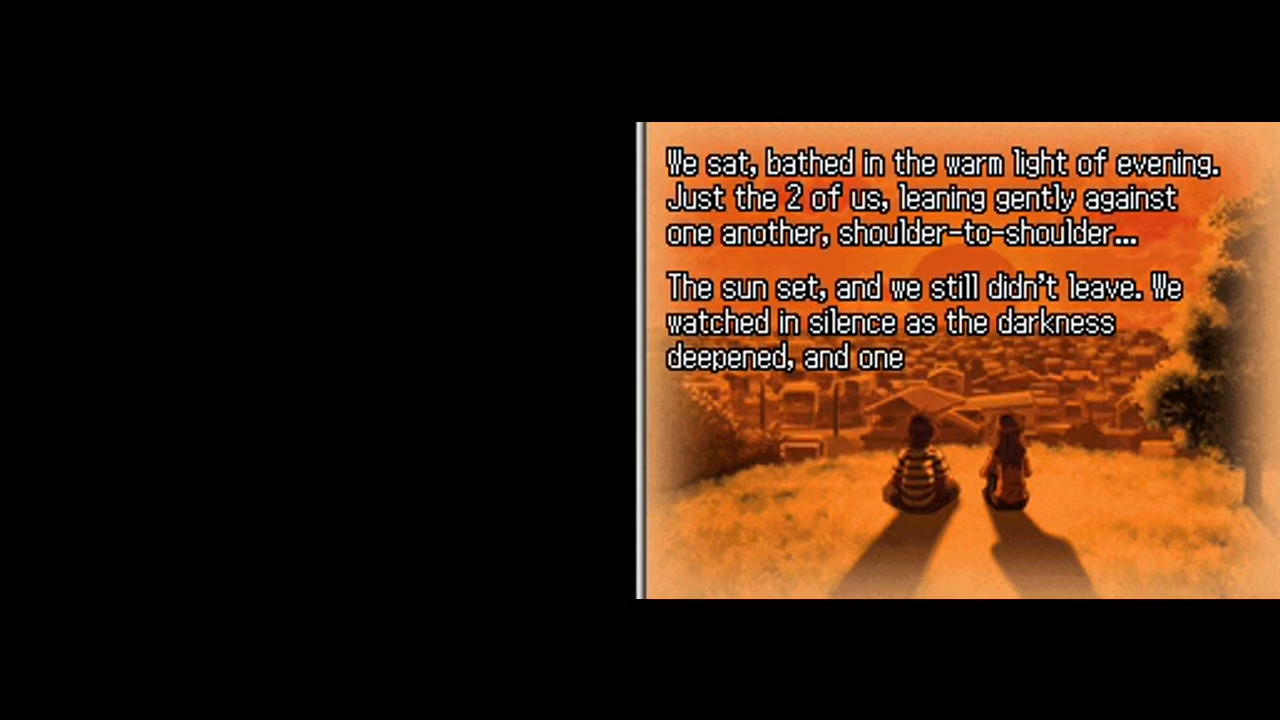 We sat, bathed in the warm light of evening.
Just the 2 of us, leaning gently against
one another, shoulder-to-shoulder...
The sun set, and we still didn't leave. We
watched in silence as the darkness
deepened, and one